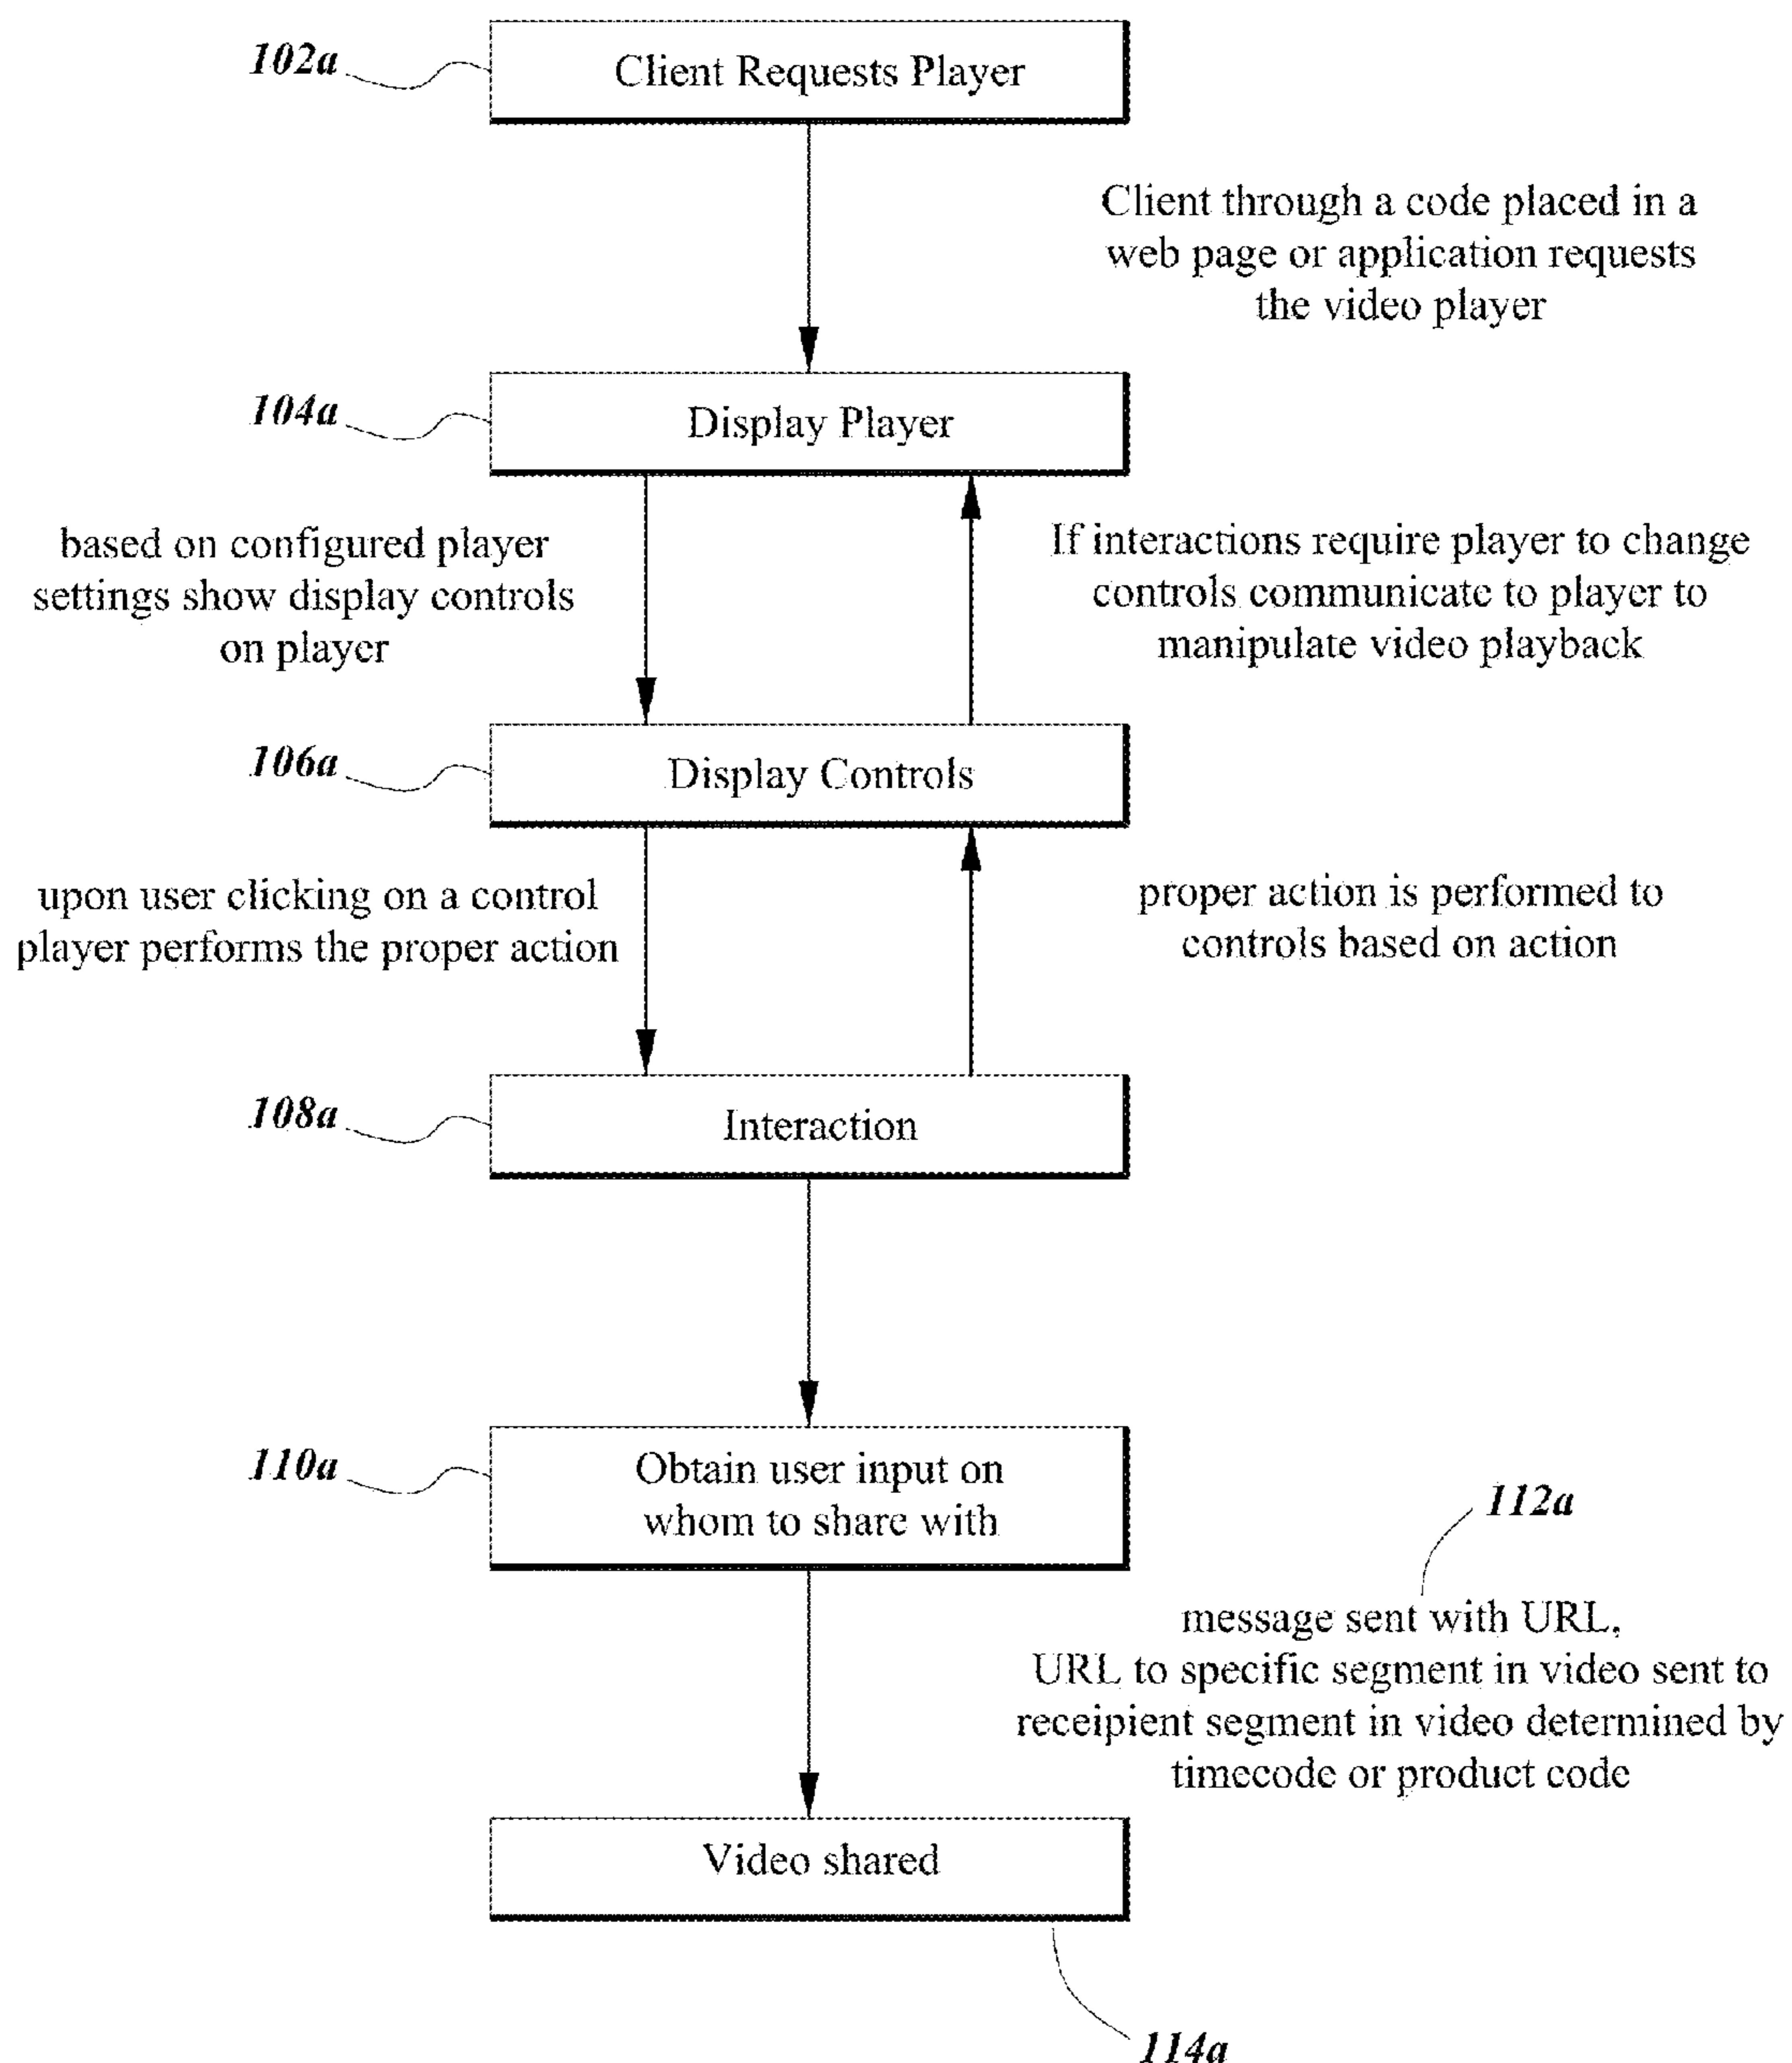 102a
Client Requests Player
Client through a code placed in a
web page or application requests
the video player
104a
Display Player
based on configured player
settings show display controls
on player
If interactions require player to change
controls communicate to player to
manipulate video playback
106a
Display Controls
upon user clicking on a control
player performs the proper action
proper action is performed to
controls based on action
108a
Interaction
110a
Obtain user input on
whom to share with
112a
message sent with URL,
URL to specific segment in video sent to
receipient segment in video determined by
timecode or product code
Video shared
114a